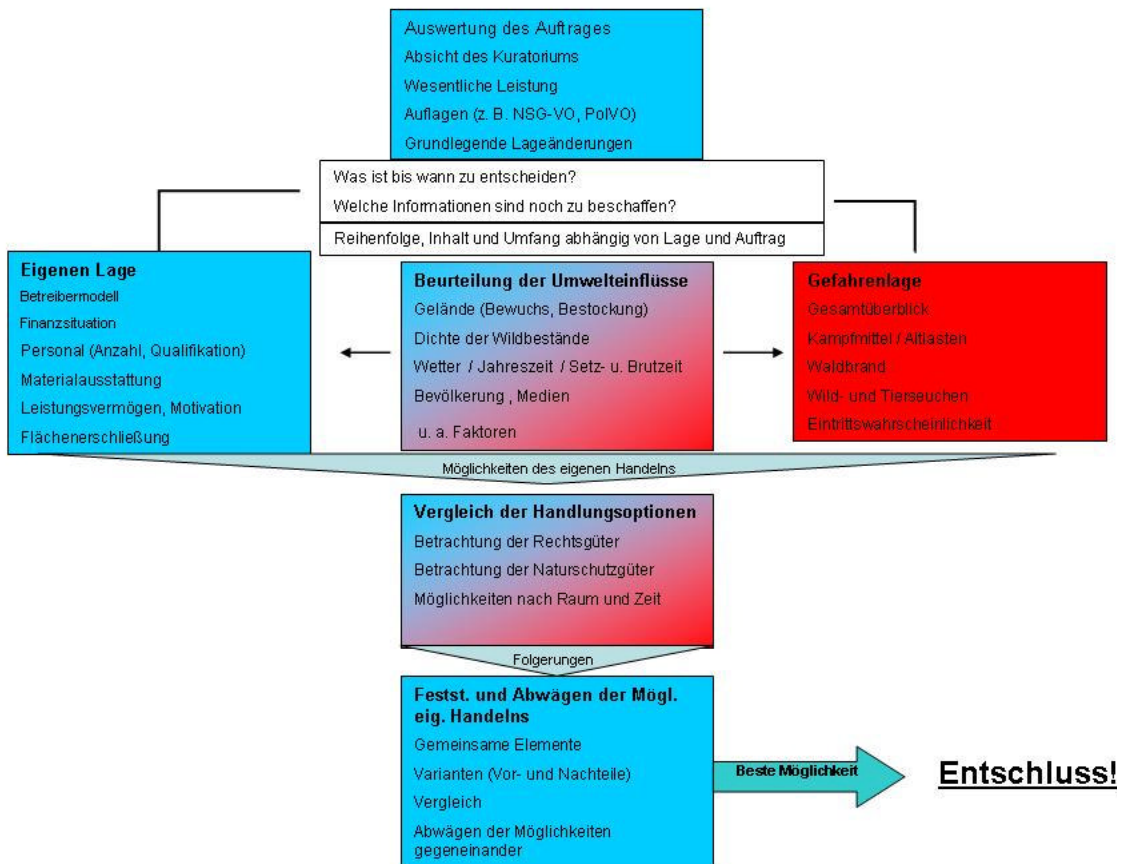 Auswertung des Auftrages
Absicht des Kuratoriums
Wesentliche Leistung
Auflagen (z. B. NSG-VO, PolVO)
Grundlegende Lageänderungen
Was ist bis wann zu entscheiden?
Welche Informationen sind noch zu beschaffen?
Reihenfolge, Inhalt und Umfang abhängig von Lage und Auftrag
Eigenen Lage
Betreibermodell
Finanzsituation
Personal (Anzahl, Qualifikation)
Materialausstattung
Leistungsvermögen, Motivation
Flächenerschließung
Beurteilung der Umwelteinflüsse
Gelände (Bewuchs, Bestockung)
Dichte der Wildbestände
Wetter / Jahreszeit / Setz- u. Brutzeit
Bevölkerung , Medien
u. a. Faktoren
Gefahrenlage
Gesamtüberblick
Kampfmittel / Altlasten
Waldbrand
Wild- und Tierseuchen
Eintrittswahrscheinlichkeit
Möglichkeiten des eigenen Handelns
Vergleich der Handlungsoptionen
Betrachtung der Rechtsgüter
Betrachtung der Naturschutzgüter
Möglichkeiten nach Raum und Zeit
Folgerungen
Festst. und Abwägen der Mögl.
eig. Handelns
Gemeinsame Elemente
Varianten (Vor- und Nachteile)
Vergleich
Abwägen der Möglichkeiten
gegeneinander
Beste Möglichkeit
Entschluss!